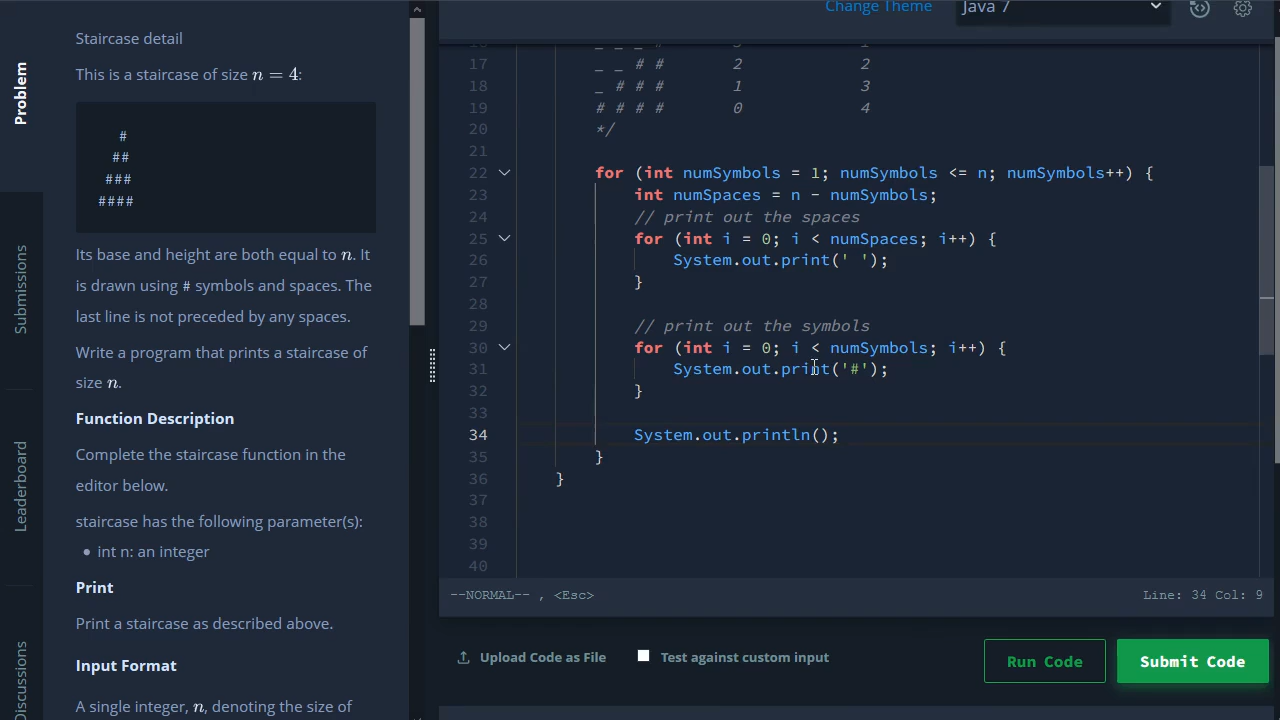 Change Theme
Java 7
Problem
Submissions
Leaderboard
Discussions
Staircase detail
This is a staircase of size n = 4:
#
##
###
####
Its base and height are both equal to n. It
is drawn using # symbols and spaces. The
last line is not preceded by any spaces.
Write a program that prints a staircase of
size n.
Function Description
Complete the staircase function in the
editor below.
staircase has the following parameter(s):
• int n: an integer
Print
Print a staircase as described above.
Input Format
A single integer, n, denoting the size of
16 _ _ _ # 3 1
17 _ _ # # 2 2
18 _ # # # 1 3
19 # # # # 0 4
20 */
21
22 for (int numSymbols = 1; numSymbols <= n; numSymbols++) {
23 int numSpaces = n - numSymbols;
24 // print out the spaces
25 for (int i = 0; i < numSpaces; i++) {
26 System.out.print(' ');
27 }
28
29 // print out the symbols
30 for (int i = 0; i < numSymbols; i++) {
31 System.out.print('#');
32 }
33
34 System.out.println();
35 }
36 }
37
38
39
40
--NORMAL-- , <Esc>
Line: 34 Col: 9
Upload Code as File
Test against custom input
Run Code
Submit Code